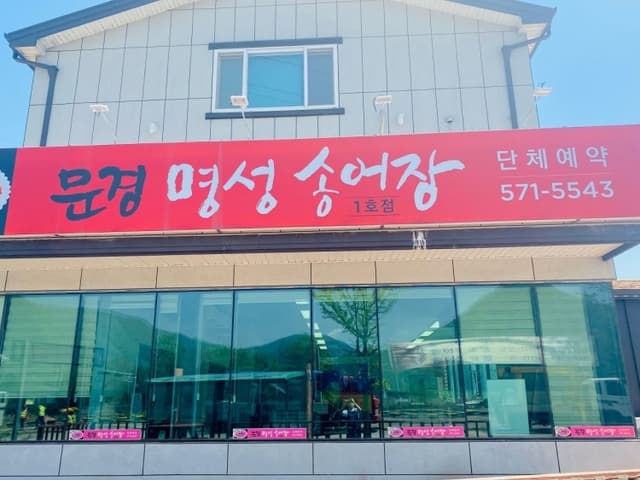 문경 명성 송어장
1호점
단체예약
571-5543